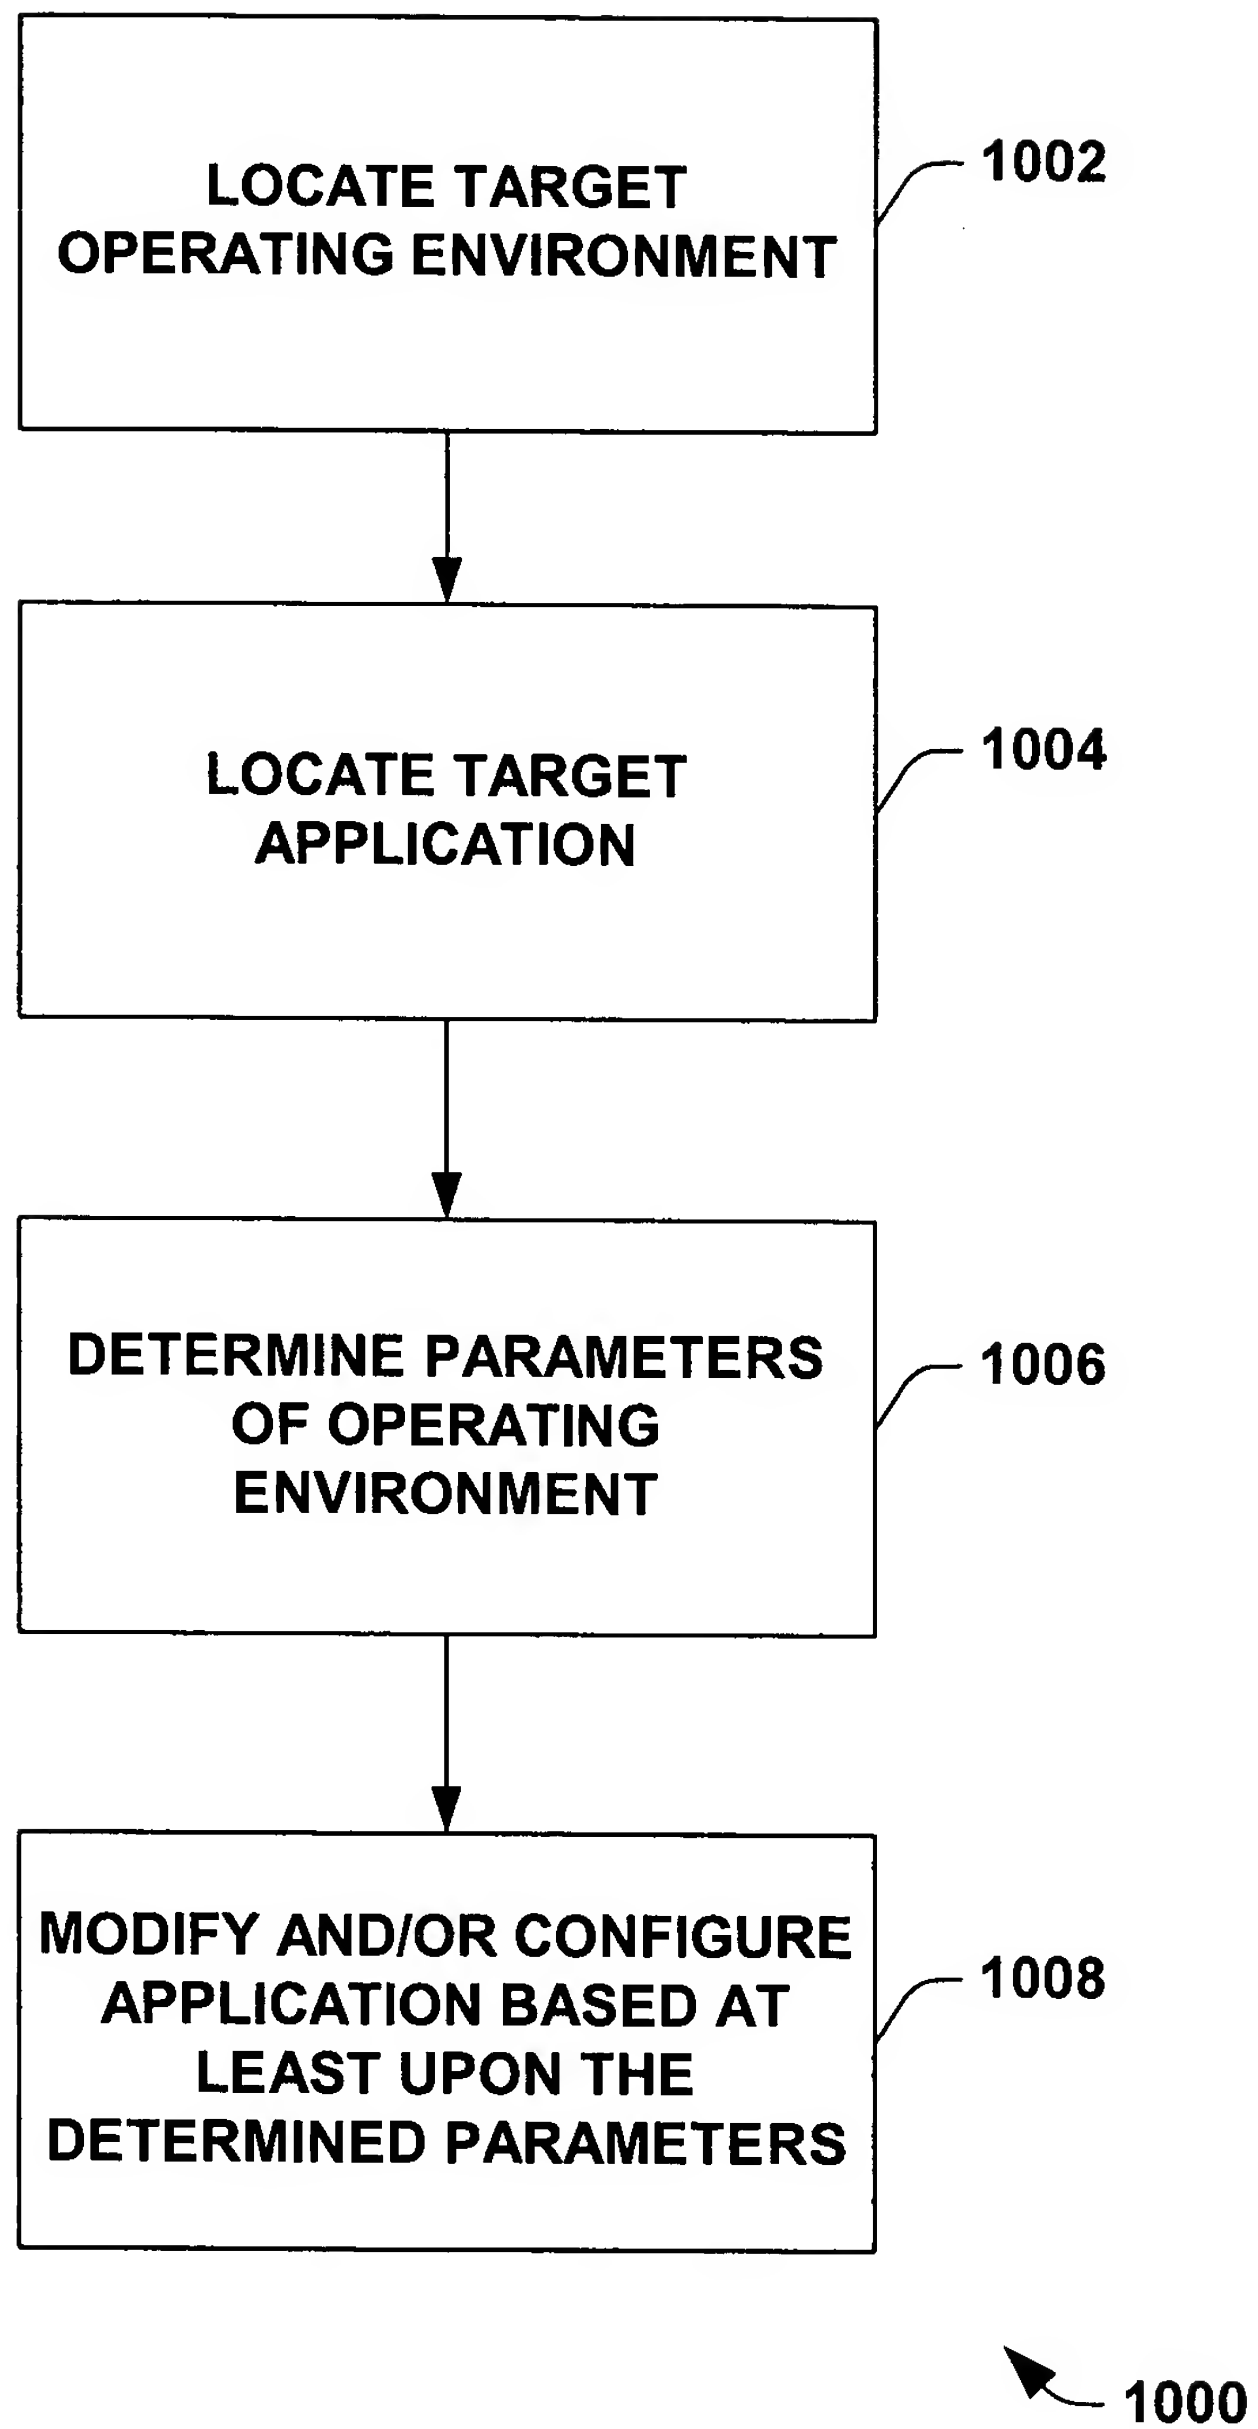 LOCATE TARGET
OPERATING ENVIRONMENT
1002
LOCATE TARGET
APPLICATION
1004
DETERMINE PARAMETERS
OF OPERATING
ENVIRONMENT
1006
MODIFY AND/OR CONFIGURE
APPLICATION BASED AT
LEAST UPON THE
DETERMINED PARAMETERS
1008
1000